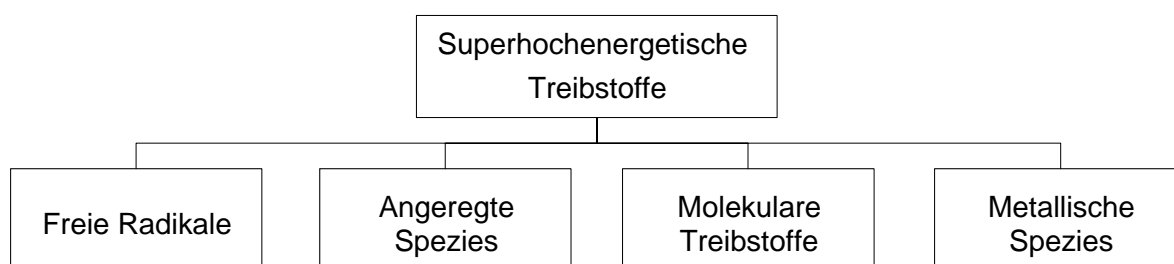 Superhochenergetische
Treibstoffe
Freie Radikale
Angeregte
Spezies
Molekulare
Treibstoffe
Metallische
Spezies